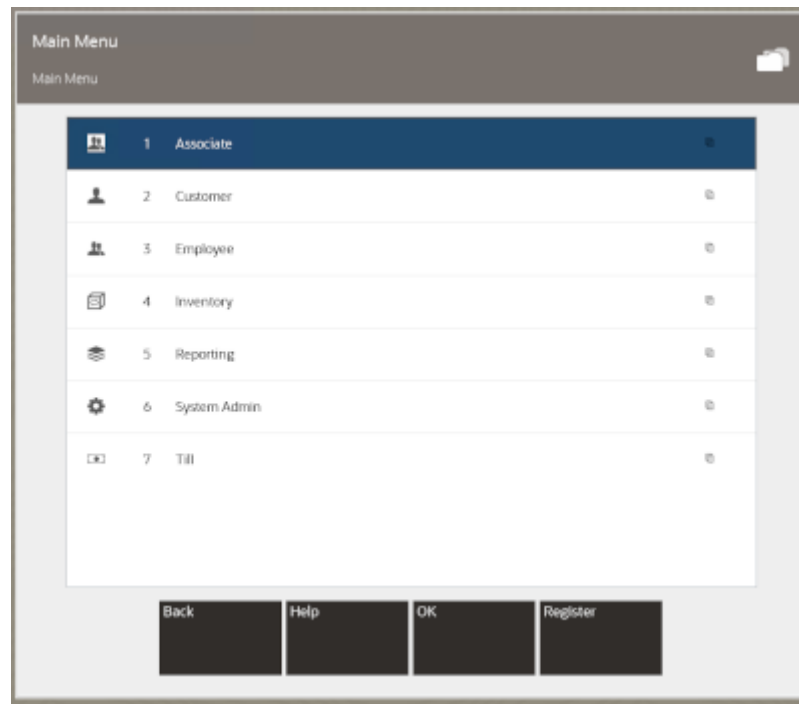 Main Menu
Main Menu
1 Associate
2 Customer
3 Employee
4 Inventory
5 Reporting
6 System Admin
7 Till
Back Help OK Register